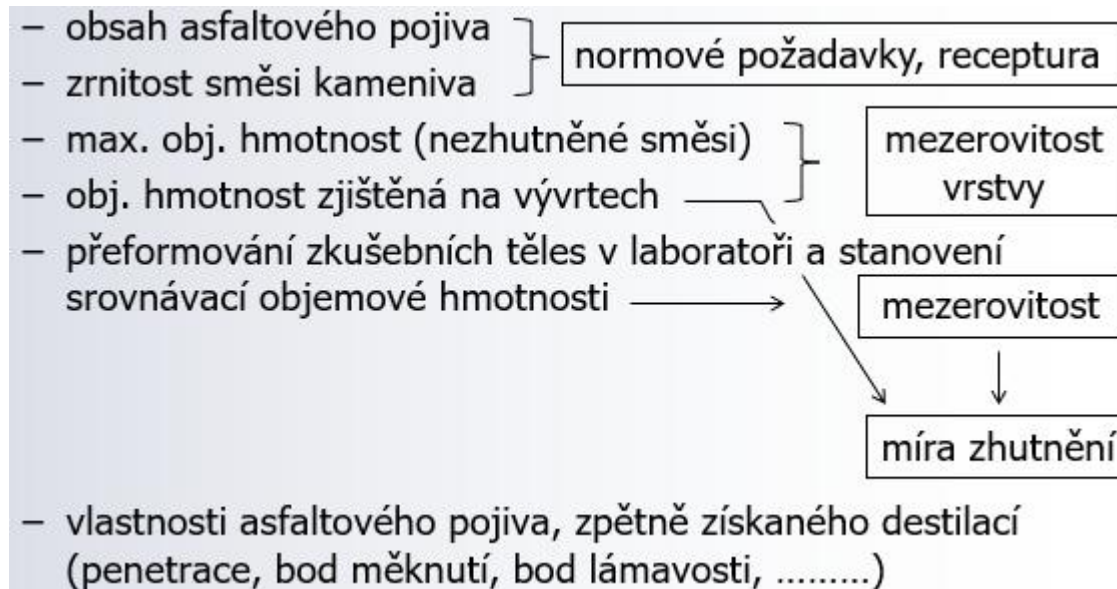 – obsah asfaltového pojiva
normové požadavky, receptura
– zrnitost směsi kameniva
– max. obj. hmotnost (nezhutněné směsi)
mezerovitost
vrstvy
– obj. hmotnost zjištěná na vývrtech
– přeformování zkušebních těles v laboratoři a stanovení
srovnávací objemové hmotnosti
mezerovitost
míra zhutnění
– vlastnosti asfaltového pojiva, zpětně získaného destilací
(penetrace, bod měknutí, bod lámavosti, ………)